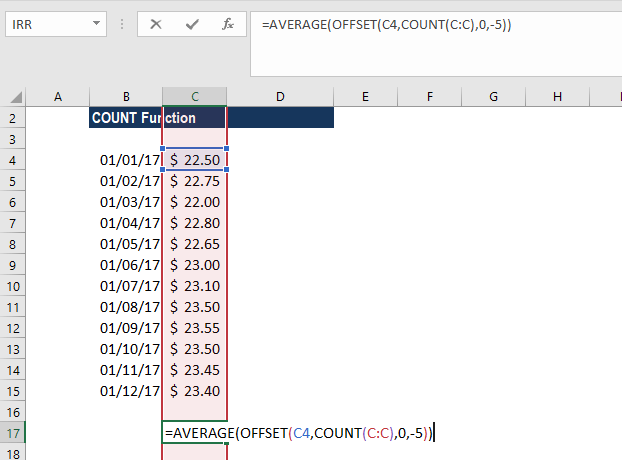 IRR =AVERAGE(OFFSET(C4,COUNT(C:C),0,-5))
A B C D E F G H
2 COUNT Function
3
4 01/01/17 $ 22.50
5 01/02/17 $ 22.75
6 01/03/17 $ 22.00
7 01/04/17 $ 22.80
8 01/05/17 $ 22.65
9 01/06/17 $ 23.00
10 01/07/17 $ 23.10
11 01/08/17 $ 23.50
12 01/09/17 $ 23.55
13 01/10/17 $ 23.50
14 01/11/17 $ 23.45
15 01/12/17 $ 23.40
16
17 =AVERAGE(OFFSET(C4,COUNT(C:C),0,-5))
18